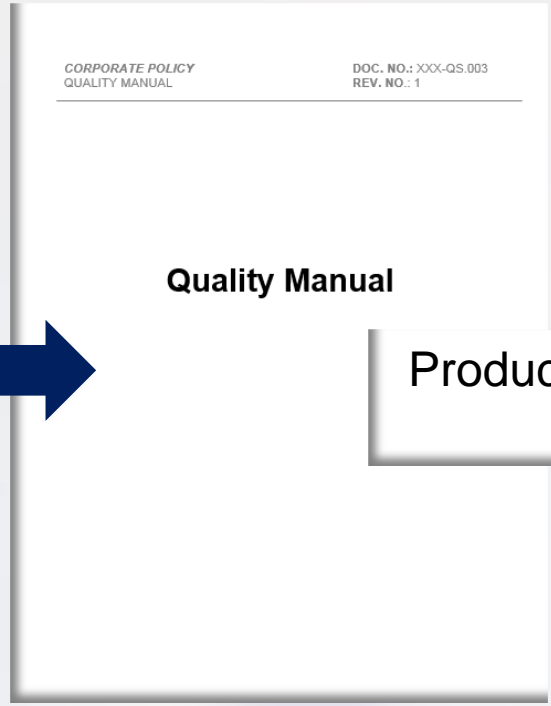 CORPORATE POLICY
QUALITY MANUAL
DOC. NO.: XXX-QS.003
REV. NO.: 1
Quality Manual
Produc